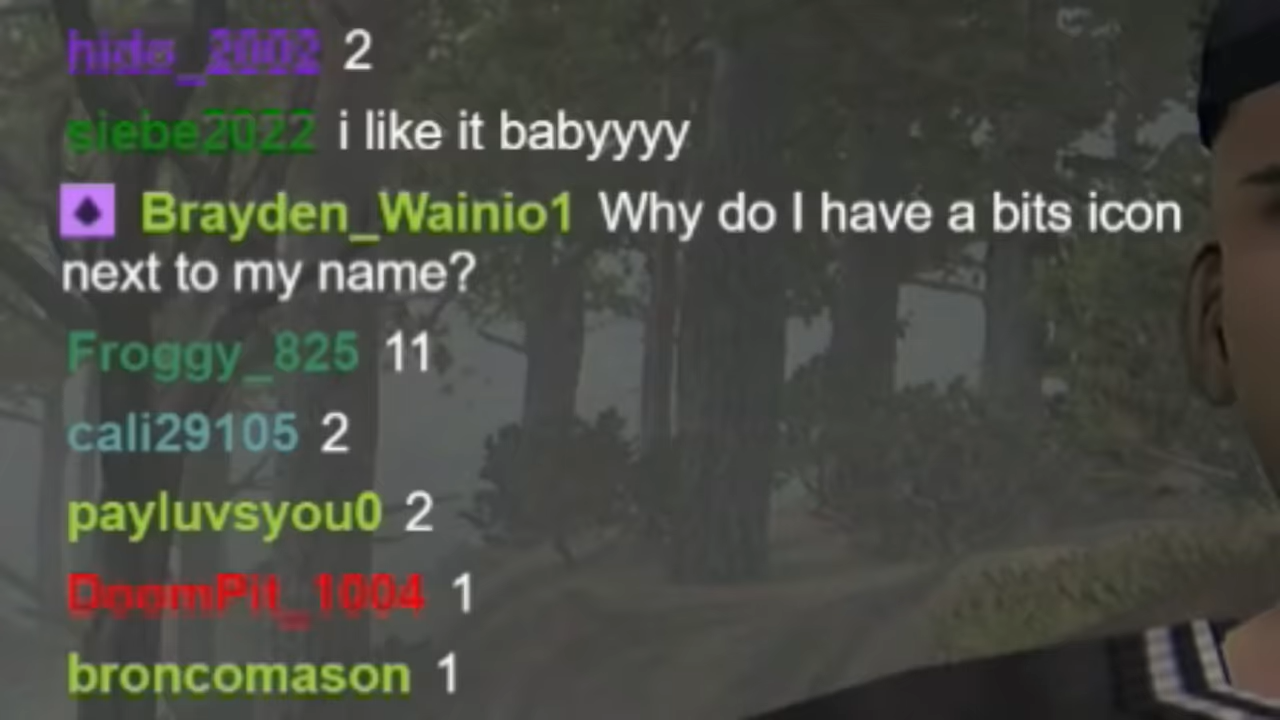 hido_2002 2
siebe2022 i like it babyyyy
Brayden_Wainio1 Why do I have a bits icon
next to my name?
Froggy_825 11
cali29105 2
payluvsyou0 2
DoomPit_1004 1
broncomason 1